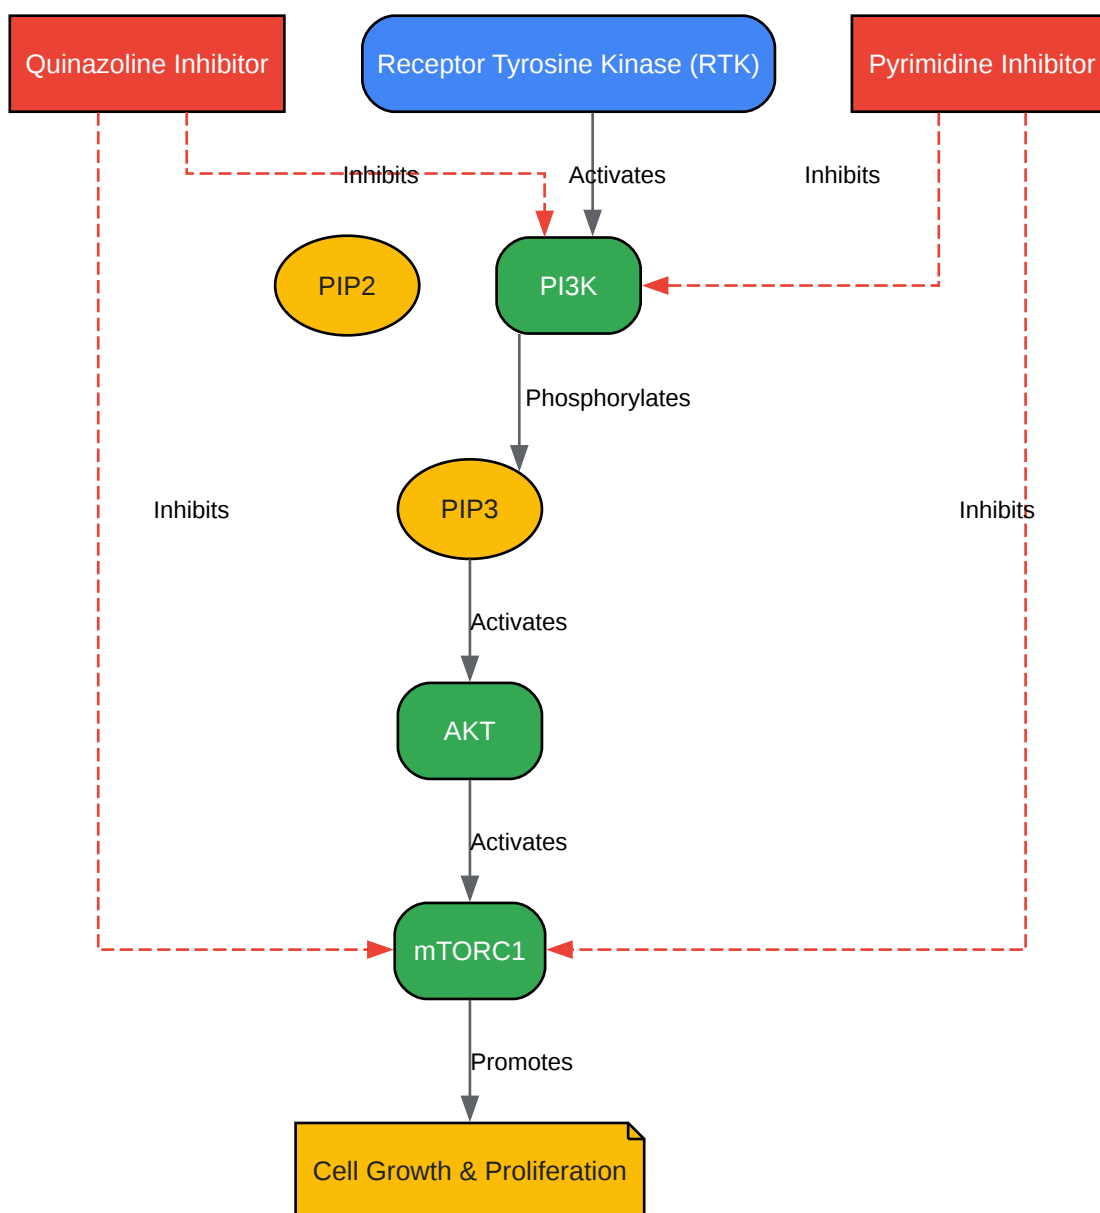 Quinazoline Inhibitor
Receptor Tyrosine Kinase (RTK)
Pyrimidine Inhibitor
Inhibits
Activates
Inhibits
PIP2
PI3K
Phosphorylates
PIP3
Inhibits
Inhibits
Activates
AKT
Activates
mTORC1
Promotes
Cell Growth & Proliferation